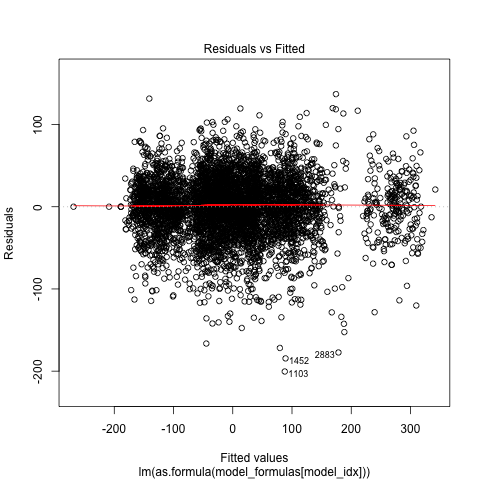 Residuals vs Fitted
Residuals
100
0
-100
-200
1452
2883
1103
-200 -100 0 100 200 300
Fitted values
lm(as.formula(model_formulas[model_idx]))